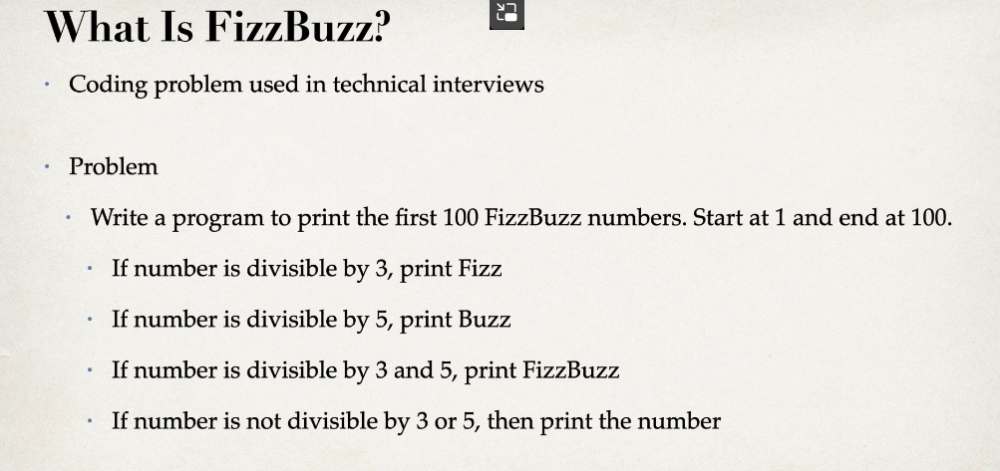 What Is FizzBuzz?
• Coding problem used in technical interviews
• Problem
• Write a program to print the first 100 FizzBuzz numbers. Start at 1 and end at 100.
• If number is divisible by 3, print Fizz
• If number is divisible by 5, print Buzz
• If number is divisible by 3 and 5, print FizzBuzz
• If number is not divisible by 3 or 5, then print the number